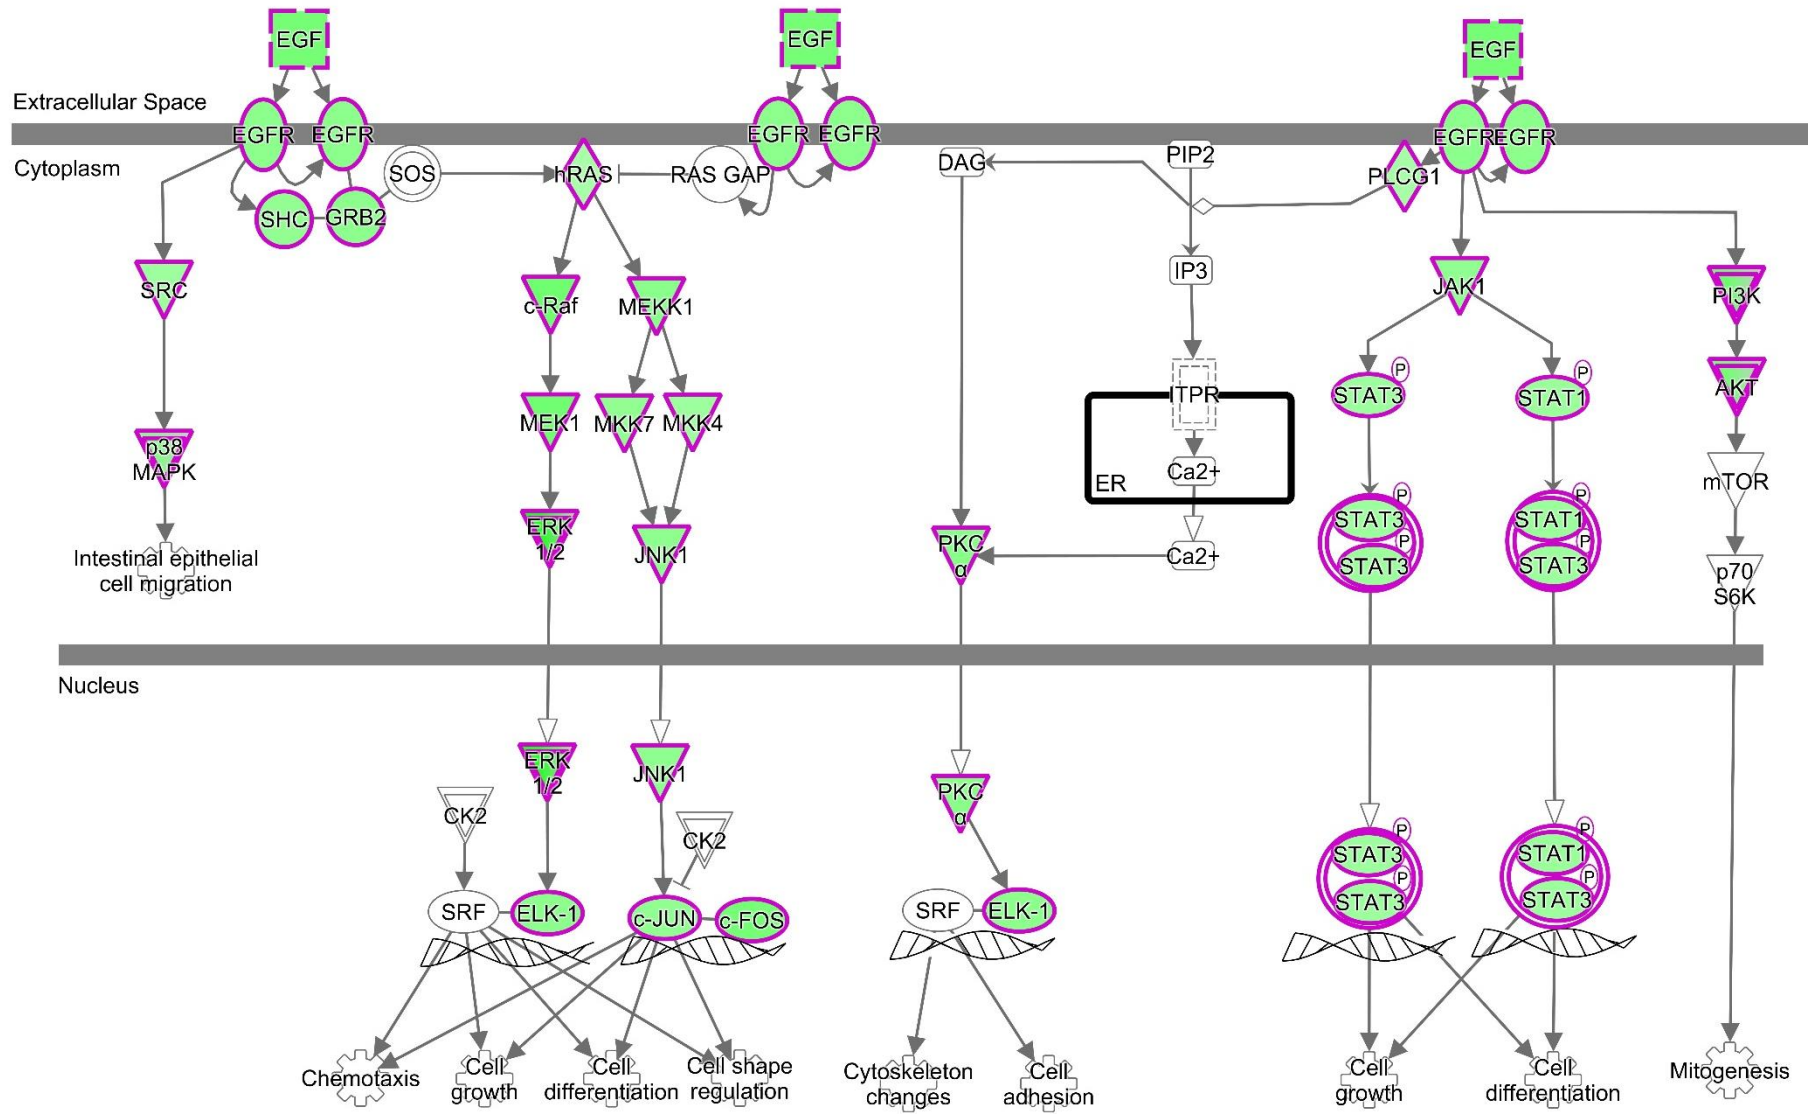 EGF
EGF
EGF
Extracellular Space
EGFR
EGFR
EGFR
EGFR
EGFR
EGFR
Cytoplasm
SOS
hRAS
RAS GAP
DAG
PIP2
PLCG1
SHC
GRB2
SRC
c-Raf
MEKK1
IP3
JAK1
PI3K
P
P
STAT3
STAT1
AKT
ITPR
MEK1
MKK7
MKK4
p38
MAPK
Ca2+
ER
mTOR
P
P
STAT3
STAT1
P
P
STAT3
STAT3
ERK
1/2
JNK1
PKC
α
Ca2+
p70
S6K
Intestinal epithelial
cell migration
Nucleus
ERK
1/2
JNK1
PKC
α
CK2
CK2
P
P
STAT3
STAT1
P
P
STAT3
STAT3
SRF
ELK-1
c-JUN
c-FOS
SRF
ELK-1
Chemotaxis
Cell
growth
Cell
differentiation
Cell shape
regulation
Cytoskeleton
changes
Cell
adhesion
Cell
growth
Cell
differentiation
Mitogenesis